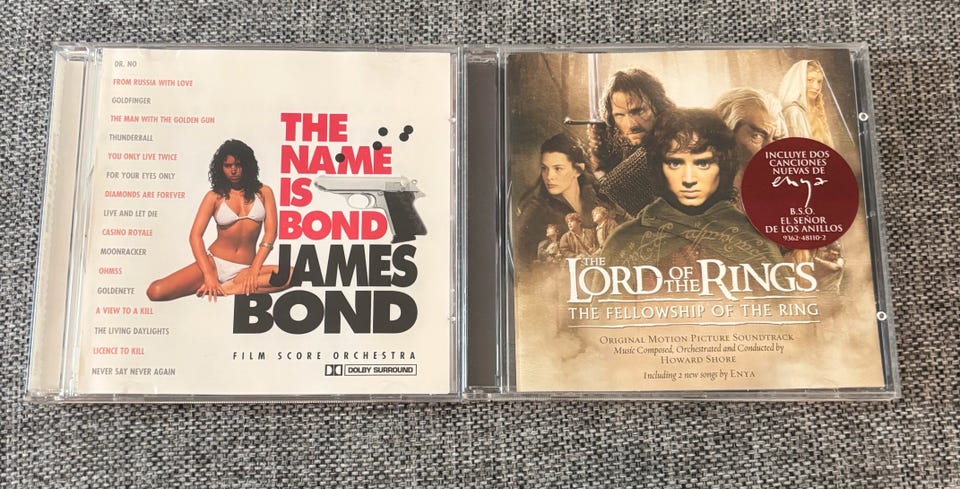 DR. NO
FROM RUSSIA WITH LOVE
GOLDFINGER
THE MAN WITH THE GOLDEN GUN
THUNDERBALL
YOU ONLY LIVE TWICE
FOR YOUR EYES ONLY
DIAMONDS ARE FOREVER
LIVE AND LET DIE
CASINO ROYALE
MOONRACKER
OHMSS
GOLDENEYE
A VIEW TO A KILL
THE LIVING DAYLIGHTS
LICENCE TO KILL
NEVER SAY NEVER AGAIN
THE
NAME
IS
BOND
JAMES
BOND
FILM SCORE ORCHESTRA
DOLBY SURROUND
INCLUYE DOS
CANCIONES
NUEVAS DE
enya
B.S.O.
EL SEÑOR
DE LOS ANILLOS
9362-48110-2
THE
LORD OF THE RINGS
THE FELLOWSHIP OF THE RING
ORIGINAL MOTION PICTURE SOUNDTRACK
Music Composed, Orchestrated and Conducted by
HOWARD SHORE
Including 2 new songs by ENYA